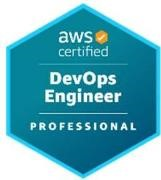 aws
certified
DevOps
Engineer
PROFESSIONAL